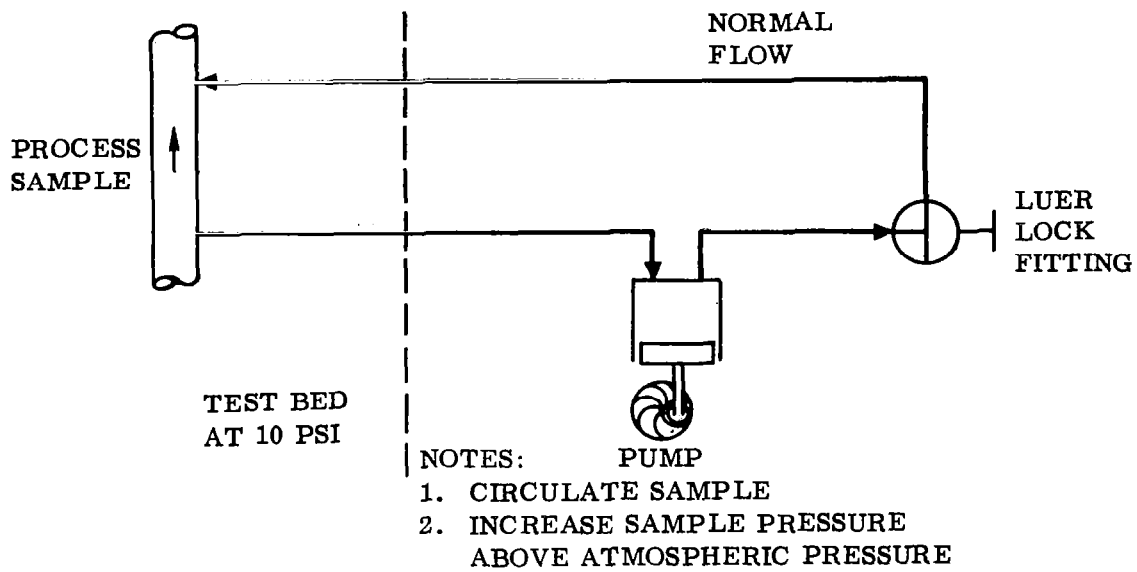 NORMAL
FLOW
PROCESS
SAMPLE
LUER
LOCK
FITTING
TEST BED
AT 10 PSI
PUMP
NOTES:
1. CIRCULATE SAMPLE
2. INCREASE SAMPLE PRESSURE
ABOVE ATMOSPHERIC PRESSURE